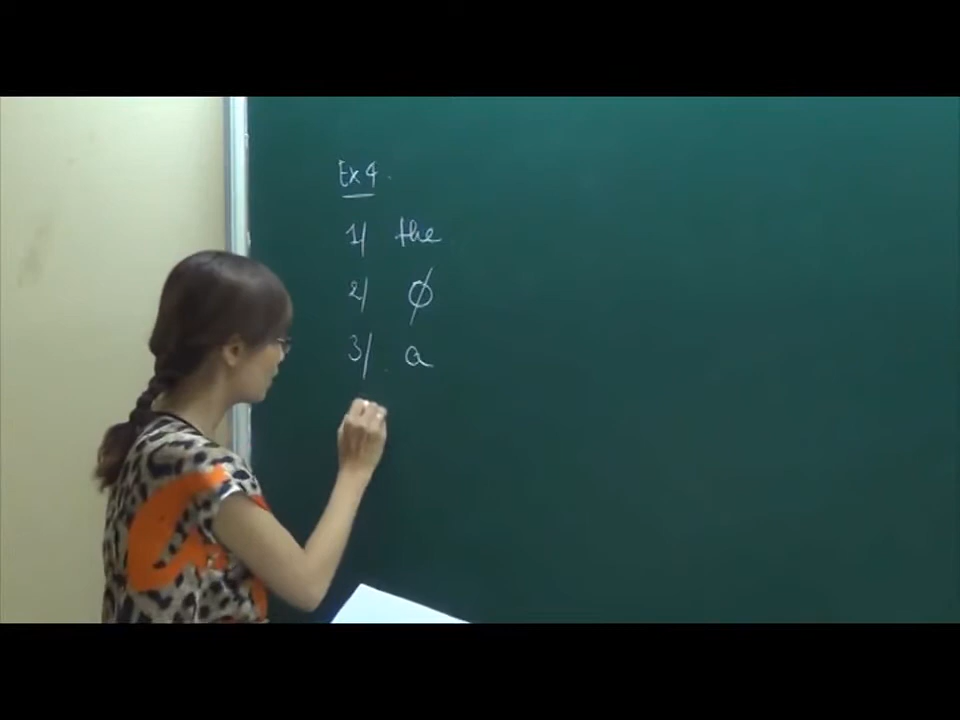 Ex 4.
1/ the
2/ ∅
3/ a